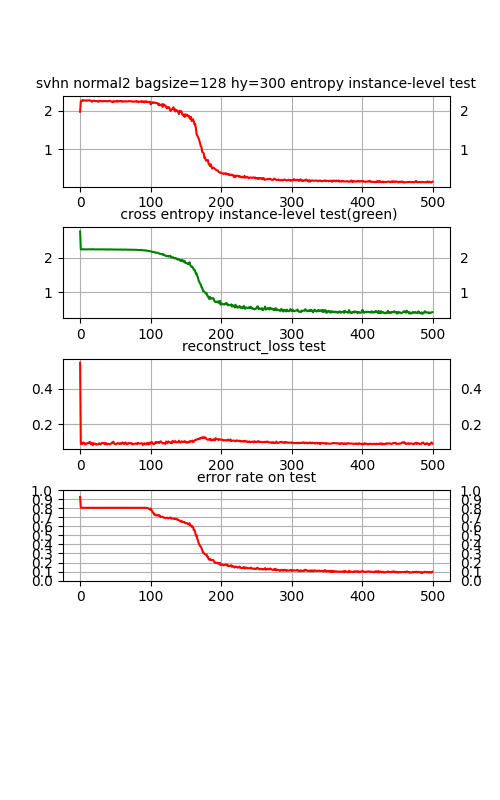 svhn normal2 bagsize=128 hy=300 entropy instance-level test
2 2
1 1
0 100 200 300 400 500
cross entropy instance-level test(green)
2 2
1 1
0 100 200 300 400 500
reconstruct_loss test
0.4 0.4
0.2 0.2
0 100 200 300 400 500
error rate on test
1.0 1.0
0.9 0.9
0.8 0.8
0.7 0.7
0.6 0.6
0.5 0.5
0.4 0.4
0.3 0.3
0.2 0.2
0.1 0.1
0.0 0.0
0 100 200 300 400 500